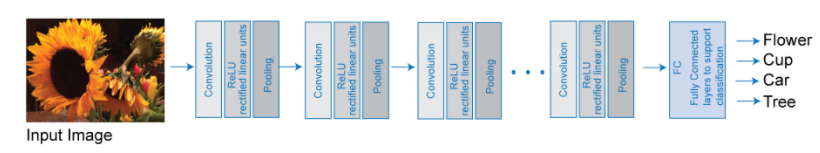 Input Image
Convolution
ReLU
rectified linear units
Pooling
Convolution
ReLU
rectified linear units
Pooling
Convolution
ReLU
rectified linear units
Pooling
Convolution
ReLU
rectified linear units
Pooling
FC
Fully Connected
layers to support
classification
Flower
Cup
Car
Tree